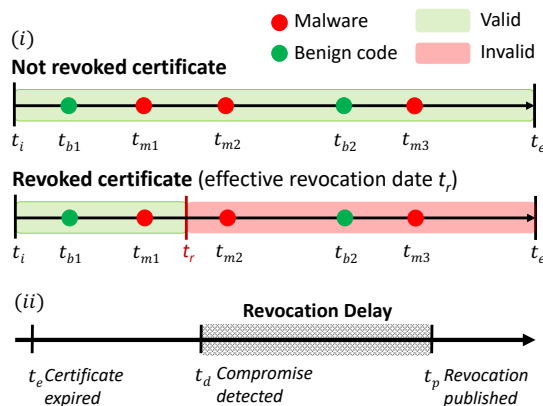 (i)
Malware
Valid
Benign code
Invalid
Not revoked certificate
t_i t_b1 t_m1 t_m2 t_b2 t_m3 t_e
Revoked certificate (effective revocation date t_r)
t_i t_b1 t_m1 t_r t_m2 t_b2 t_m3 t_e
(ii)
Revocation Delay
t_e Certificate expired
t_d Compromise detected
t_p Revocation published